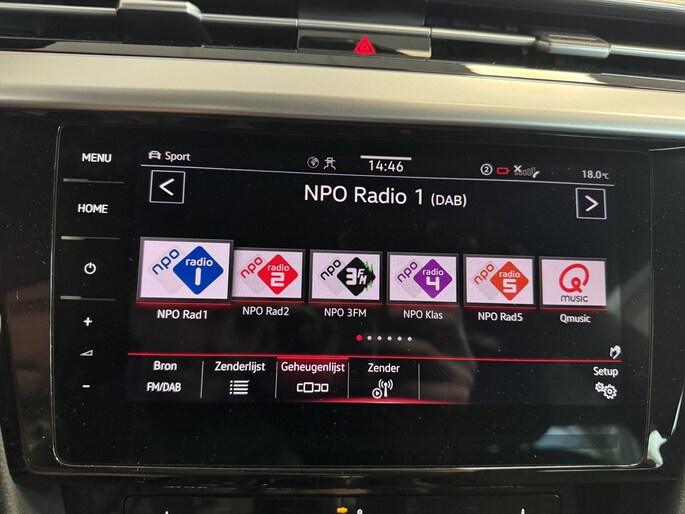 MENU
HOME
Sport
14:46
2
18.0°C
<
NPO Radio 1 (DAB)
>
npo radio 1
npo radio 2
npo 3FM
npo radio 4
npo radio 5
Q MUSIC
NPO Rad1
NPO Rad2
NPO 3FM
NPO Klas
NPO Rad5
Qmusic
+
-
Bron
FM/DAB
Zenderlijst
Geheugenlijst
Zender
Setup